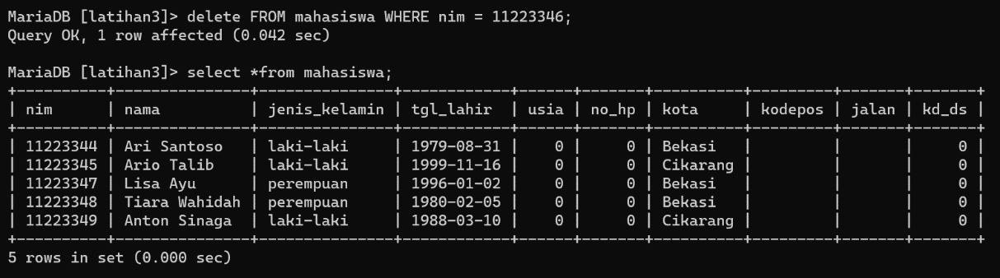 MariaDB [latihan3]> delete FROM mahasiswa WHERE nim = 11223346;
Query OK, 1 row affected (0.042 sec)
MariaDB [latihan3]> select *from mahasiswa;
+----------+---------------+---------------+------------+------+-------+----------+---------+-------+-------+
| nim      | nama          | jenis_kelamin | tgl_lahir  | usia | no_hp | kota     | kodepos | jalan | kd_ds |
+----------+---------------+---------------+------------+------+-------+----------+---------+-------+-------+
| 11223344 | Ari Santoso   | laki-laki     | 1979-08-31 |    0 |     0 | Bekasi   |         |       |     0 |
| 11223345 | Ario Talib    | laki-laki     | 1999-11-16 |    0 |     0 | Cikarang |         |       |     0 |
| 11223347 | Lisa Ayu      | perempuan     | 1996-01-02 |    0 |     0 | Bekasi   |         |       |     0 |
| 11223348 | Tiara Wahidah | perempuan     | 1980-02-05 |    0 |     0 | Bekasi   |         |       |     0 |
| 11223349 | Anton Sinaga  | laki-laki     | 1988-03-10 |    0 |     0 | Cikarang |         |       |     0 |
+----------+---------------+---------------+------------+------+-------+----------+---------+-------+-------+
5 rows in set (0.000 sec)